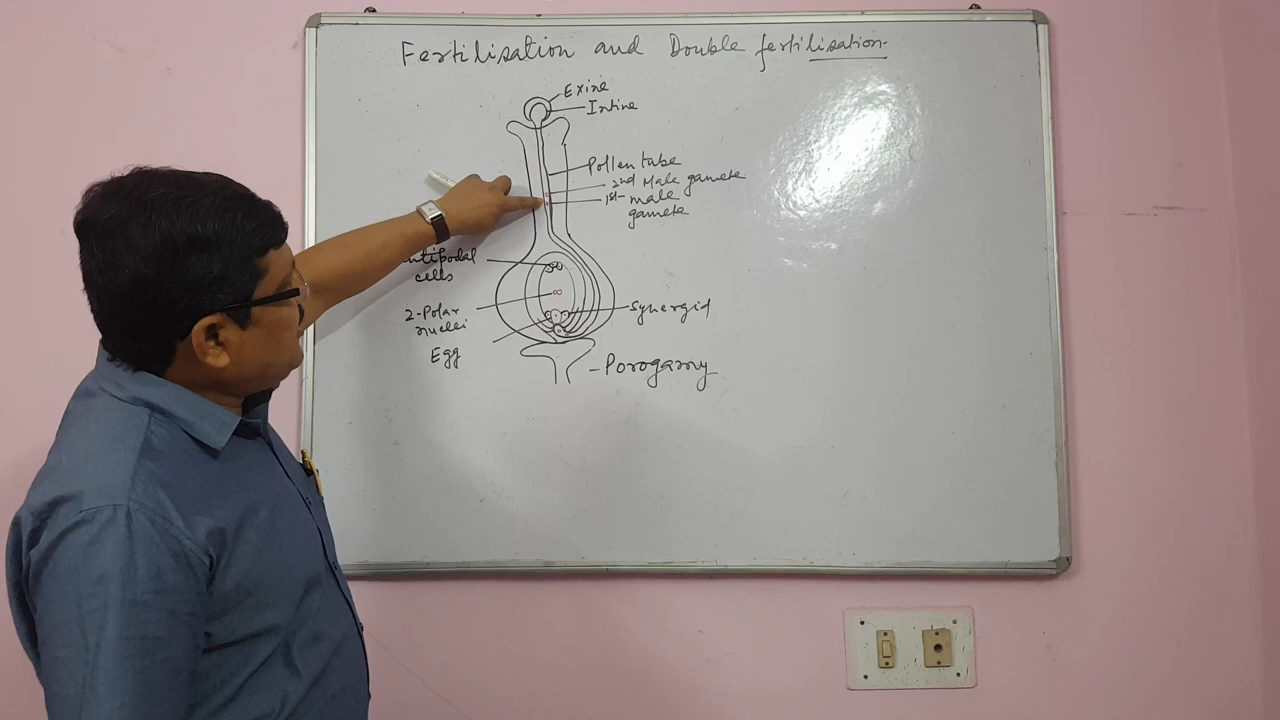 Fertilisation and Double fertilisation
Exine
Intine
Pollen tube
2nd Male gamete
1st- male
gamete
ntipodal
cells
2-Polar
nuclei
Synergid
Egg
-Porogamy